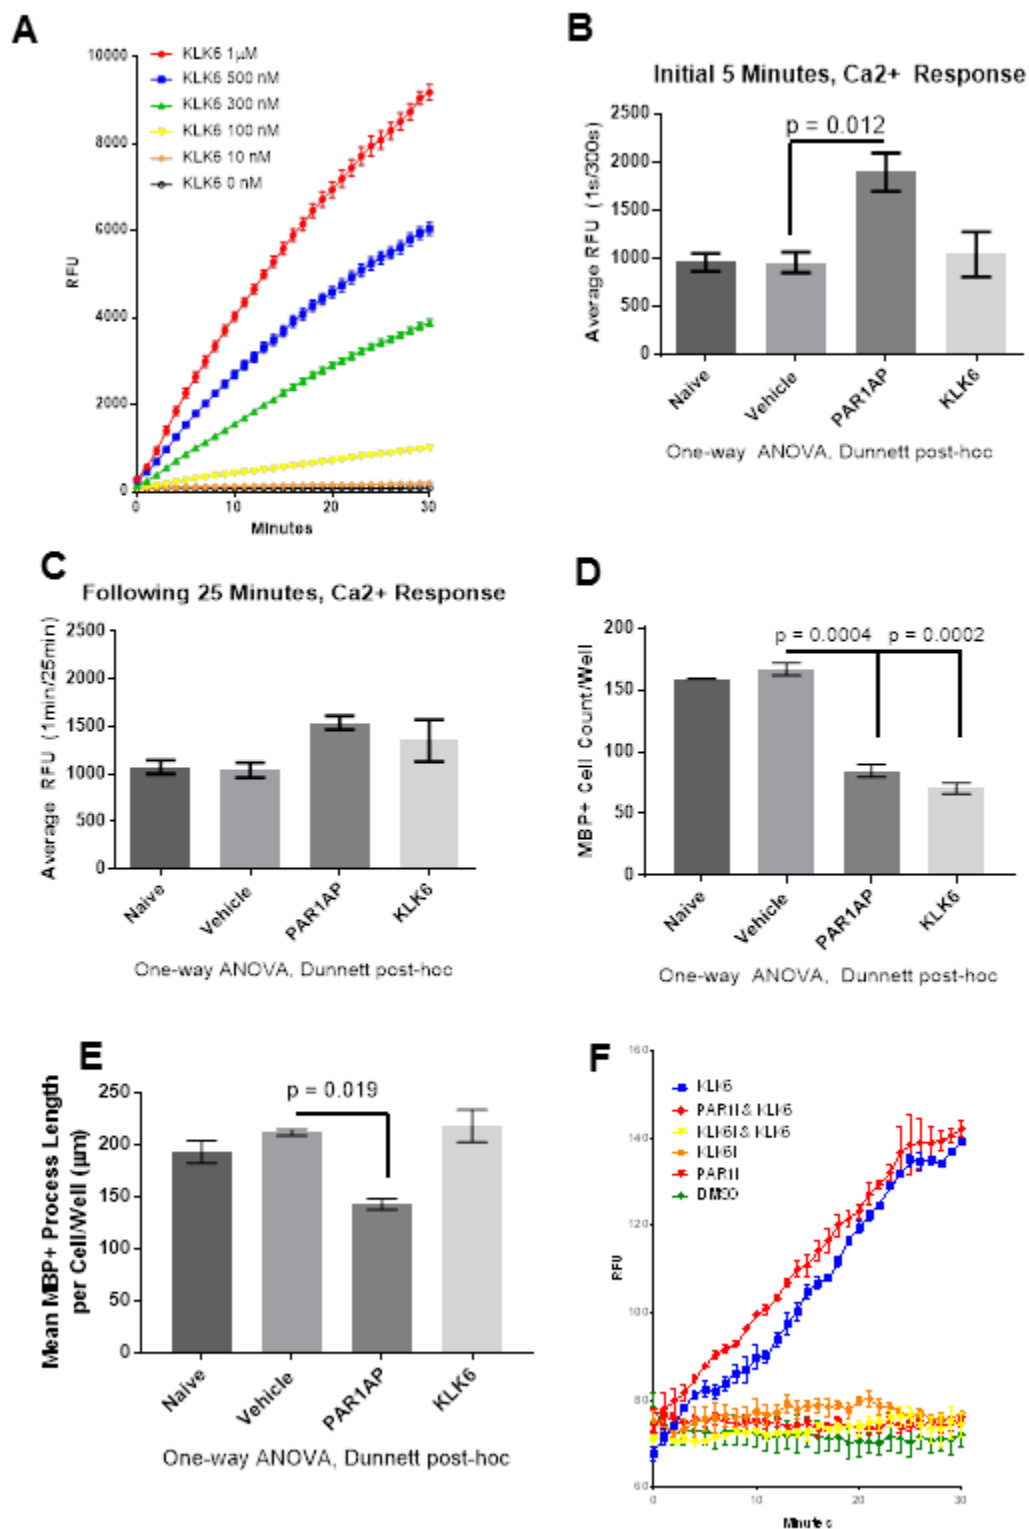 A
KLK6 1μM
KLK6 500 nM
KLK6 300 nM
KLK6 100 nM
KLK6 10 nM
KLK6 0 nM
10000
8000
6000
4000
2000
0
RFU
0 10 20 30
Minutes
B
Initial 5 Minutes, Ca2+ Response
p = 0.012
2500
2000
1500
1000
500
0
Average RFU (1s/300s)
Naive Vehicle PAR1AP KLK6
One-way ANOVA, Dunnett post-hoc
C
Following 25 Minutes, Ca2+ Response
2500
2000
1500
1000
500
0
Average RFU (1min/25min)
Naive Vehicle PAR1AP KLK6
One-way ANOVA, Dunnett post-hoc
D
p = 0.0004 p = 0.0002
200
150
100
50
0
MBP+ Cell Count/Well
Naive Vehicle PAR1AP KLK6
One-way ANOVA, Dunnett post-hoc
E
p = 0.019
250
200
150
100
50
0
Mean MBP+ Process Length
per Cell/Well (μm)
Naive Vehicle PAR1AP KLK6
One-way ANOVA, Dunnett post-hoc
F
KLK6
PAR1I & KLK6
KLK6I & KLK6
KLK6I
PAR1I
DMSO
160
140
120
100
80
60
RFU
0 10 20 30
Minutes